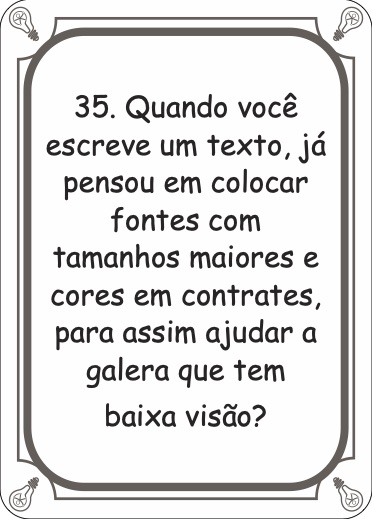 35. Quando você
escreve um texto, já
pensou em colocar
fontes com
tamanhos maiores e
cores em contrates,
para assim ajudar a
galera que tem
baixa visão?